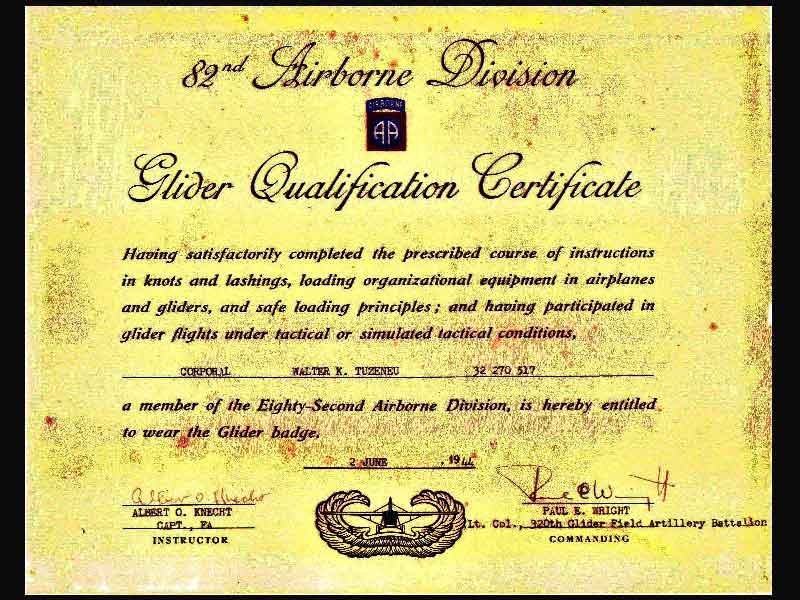 82nd Airborne Division
AIRBORNE
AA
Glider Qualification Certificate
Having satisfactorily completed the prescribed course of instructions
in knots and lashings, loading organizational equipment in airplanes
and gliders, and safe loading principles; and having participated in
glider flights under tactical or simulated tactical conditions,
CORPORAL WALTER K. TUZENEU 32 270 517
a member of the Eighty-Second Airborne Division, is hereby entitled
to wear the Glider badge.
2 JUNE, 1944
Albert O. Knecht
ALBERT O. KNECHT
CAPT., FA
INSTRUCTOR
Paul E. Wright
PAUL E. WRIGHT
Lt. Col., 320th Glider Field Artillery Battalion
COMMANDING